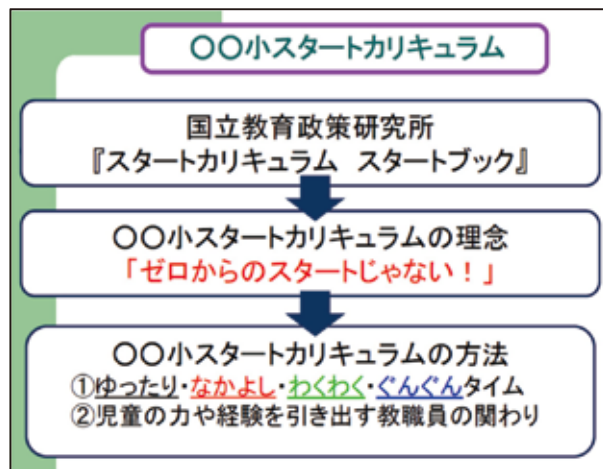 〇〇小スタートカリキュラム
国立教育政策研究所
『スタートカリキュラム　スタートブック』
〇〇小スタートカリキュラムの理念
「ゼロからのスタートじゃない！」
〇〇小スタートカリキュラムの方法
①ゆったり・なかよし・わくわく・ぐんぐんタイム
②児童の力や経験を引き出す教職員の関わり